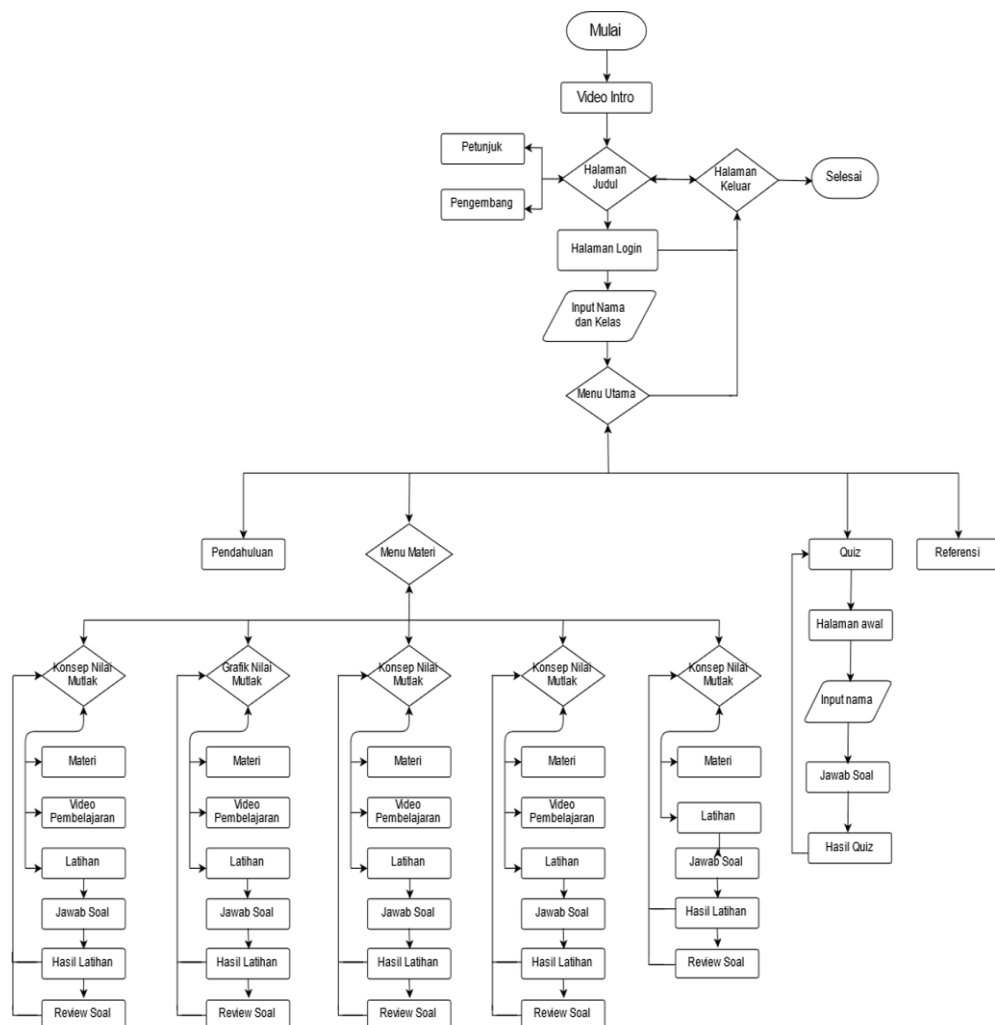 Mulai
Video Intro
Petunjuk
Halaman
Judul
Halaman
Keluar
Selesai
Pengembang
Halaman Login
Input Nama
dan Kelas
Menu Utama
Pendahuluan
Menu Materi
Quiz
Referensi
Halaman awal
Input nama
Jawab Soal
Hasil Quiz
Konsep Nilai
Mutlak
Materi
Video
Pembelajaran
Latihan
Jawab Soal
Hasil Latihan
Review Soal
Grafik Nilai
Mutlak
Materi
Video
Pembelajaran
Latihan
Jawab Soal
Hasil Latihan
Review Soal
Konsep Nilai
Mutlak
Materi
Video
Pembelajaran
Latihan
Jawab Soal
Hasil Latihan
Review Soal
Konsep Nilai
Mutlak
Materi
Video
Pembelajaran
Latihan
Jawab Soal
Hasil Latihan
Review Soal
Konsep Nilai
Mutlak
Materi
Latihan
Jawab Soal
Hasil Latihan
Review Soal